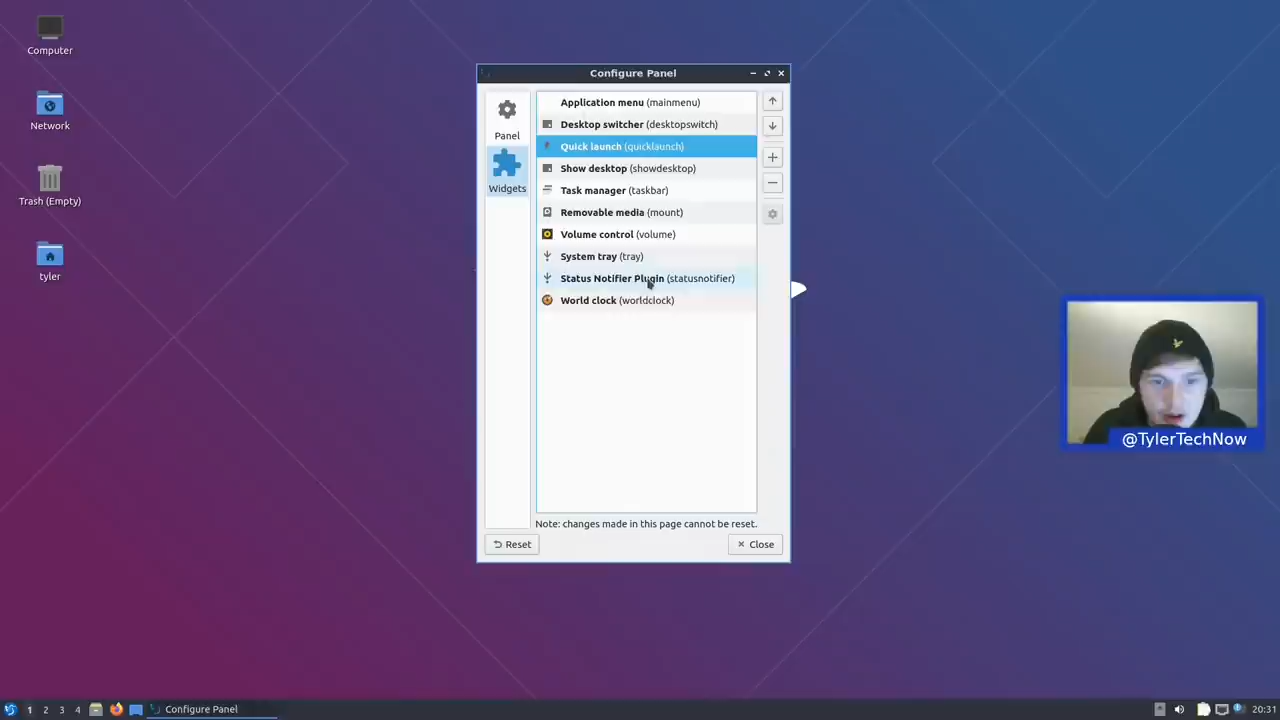 Computer
Network
Trash (Empty)
tyler
Configure Panel
Panel
Widgets
Application menu (mainmenu)
Desktop switcher (desktopswitch)
Quick launch (quicklaunch)
Show desktop (showdesktop)
Task manager (taskbar)
Removable media (mount)
Volume control (volume)
System tray (tray)
Status Notifier Plugin (statusnotifier)
World clock (worldclock)
Note: changes made in this page cannot be reset.
Reset
Close
@TylerTechNow
1 2 3 4
Configure Panel
20:31